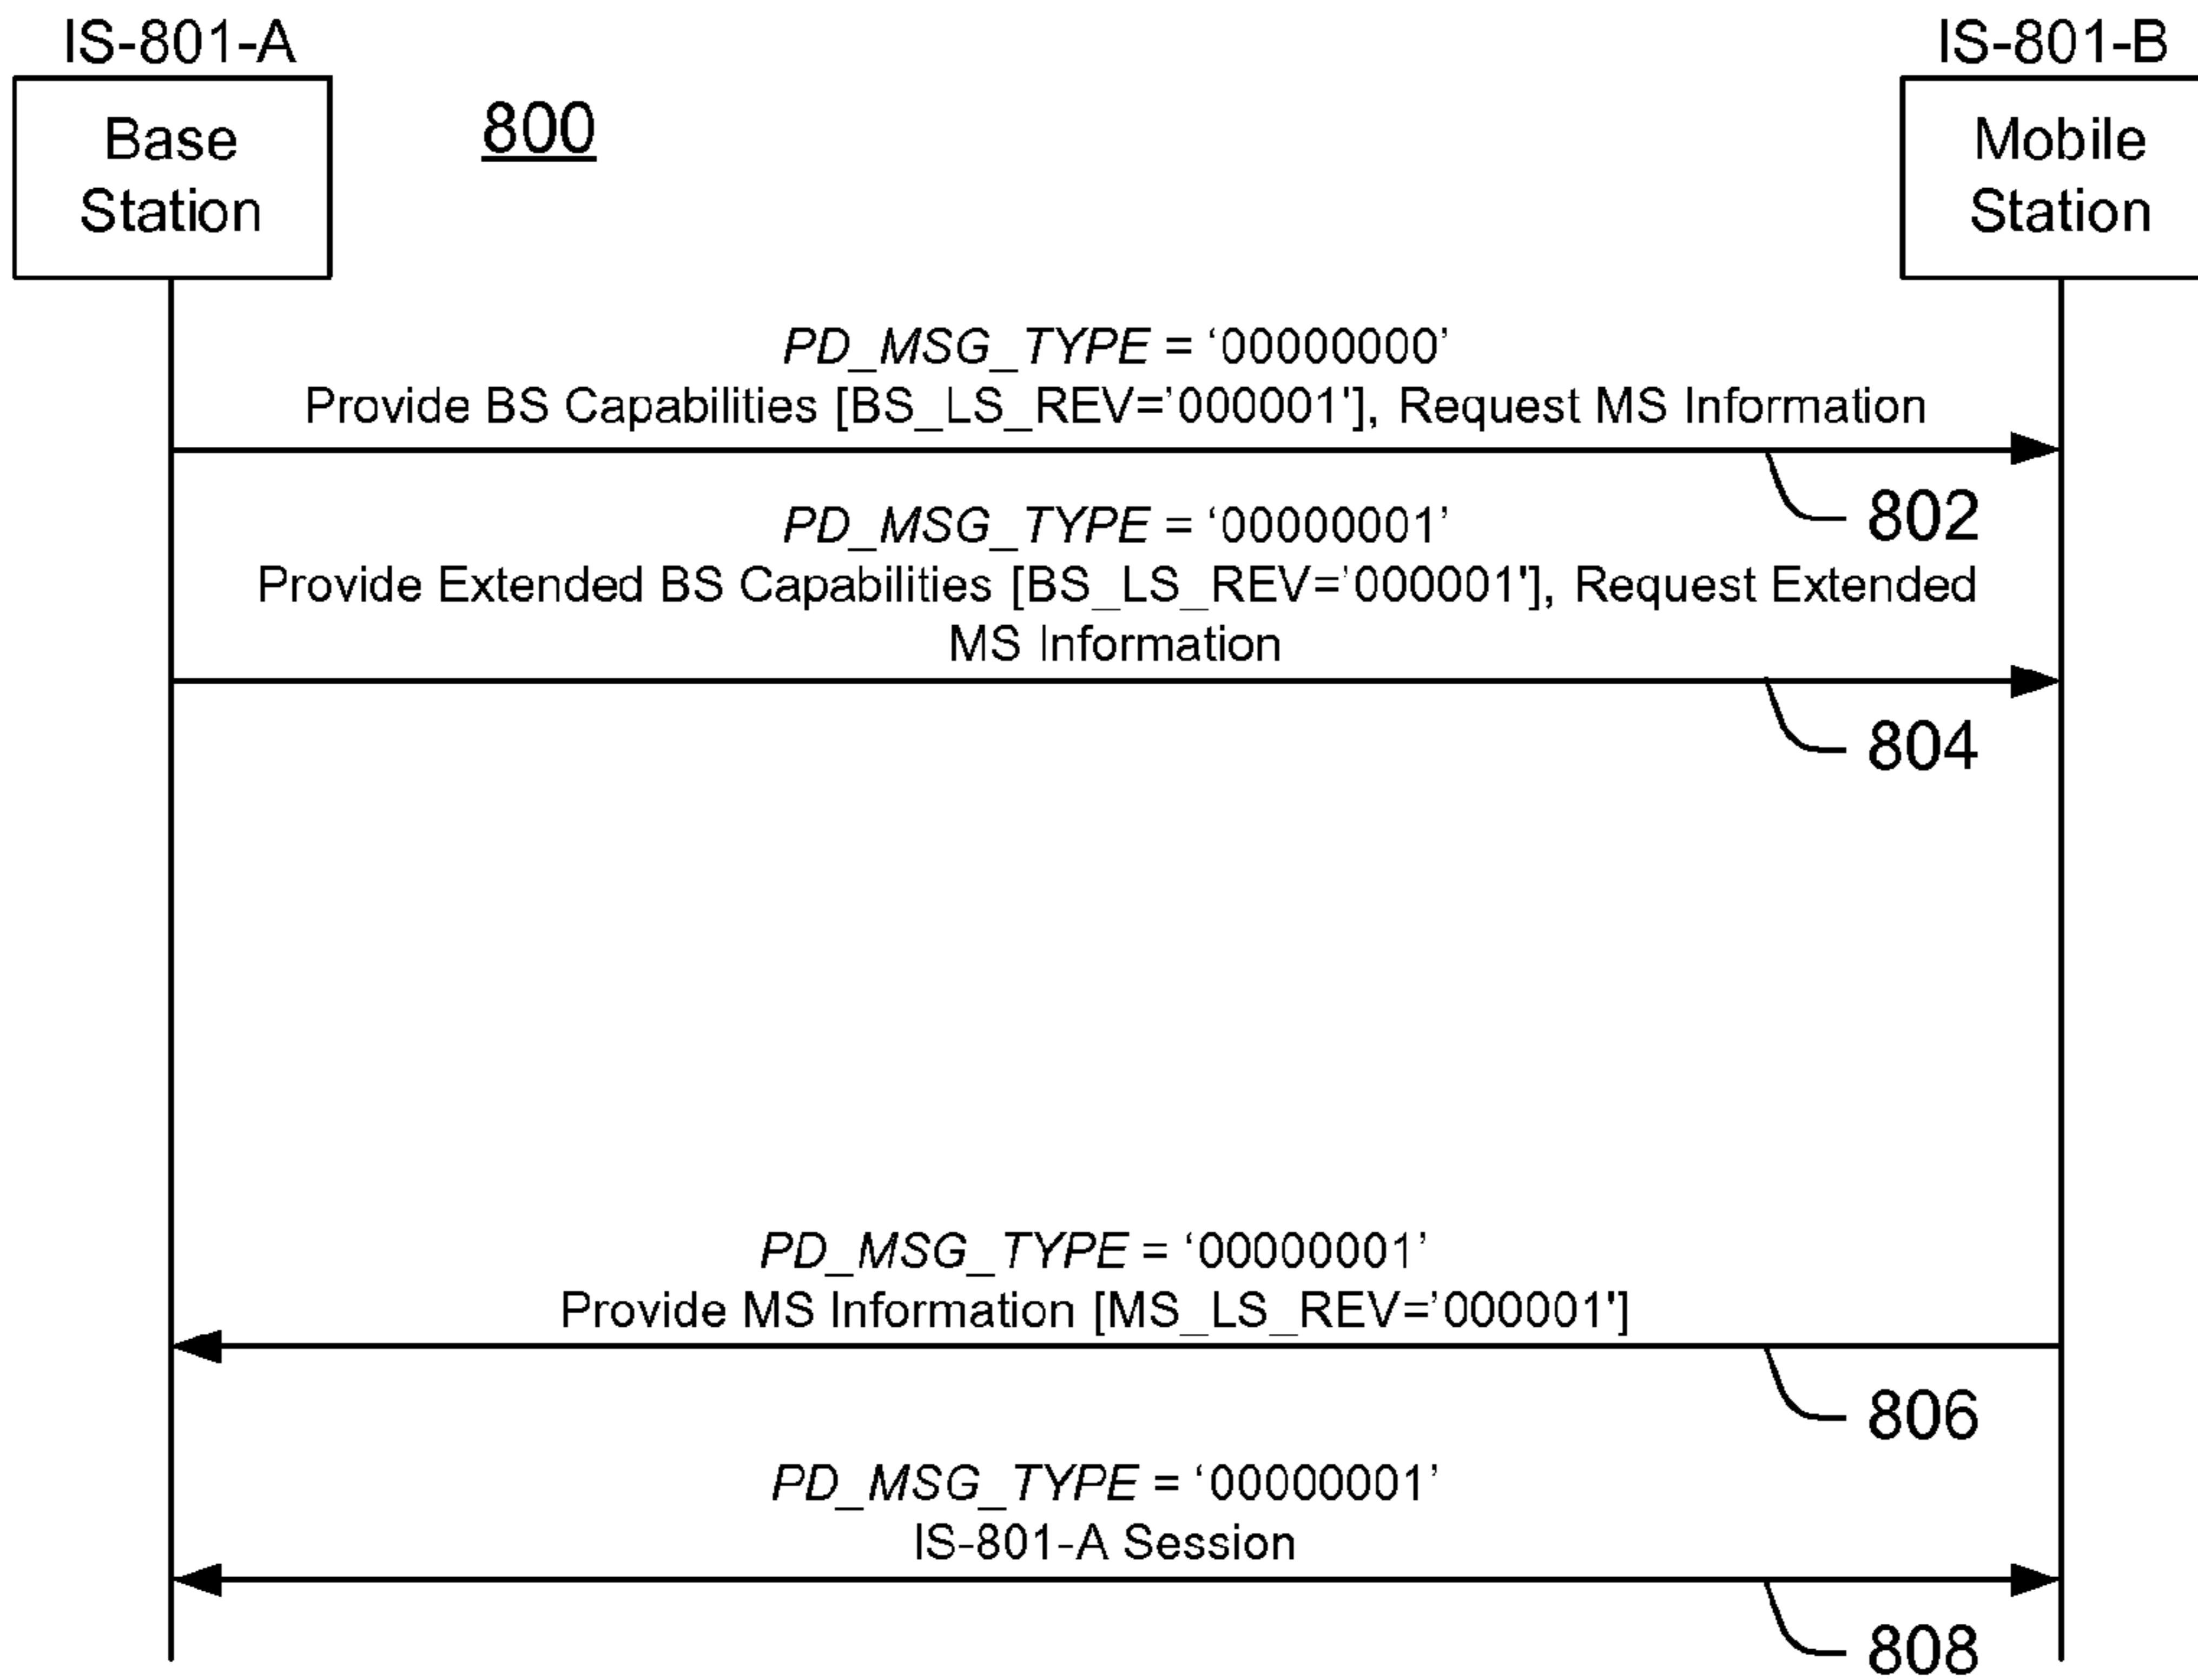 IS-801-A
IS-801-B
Base
Station
800
Mobile
Station
PD_MSG_TYPE = ‘00000000’
Provide BS Capabilities [BS_LS_REV=’000001'], Request MS Information
802
PD_MSG_TYPE = ‘00000001’
Provide Extended BS Capabilities [BS_LS_REV=’000001'], Request Extended
MS Information
804
PD_MSG_TYPE = ‘00000001’
Provide MS Information [MS_LS_REV=’000001']
806
PD_MSG_TYPE = ‘00000001’
IS-801-A Session
808